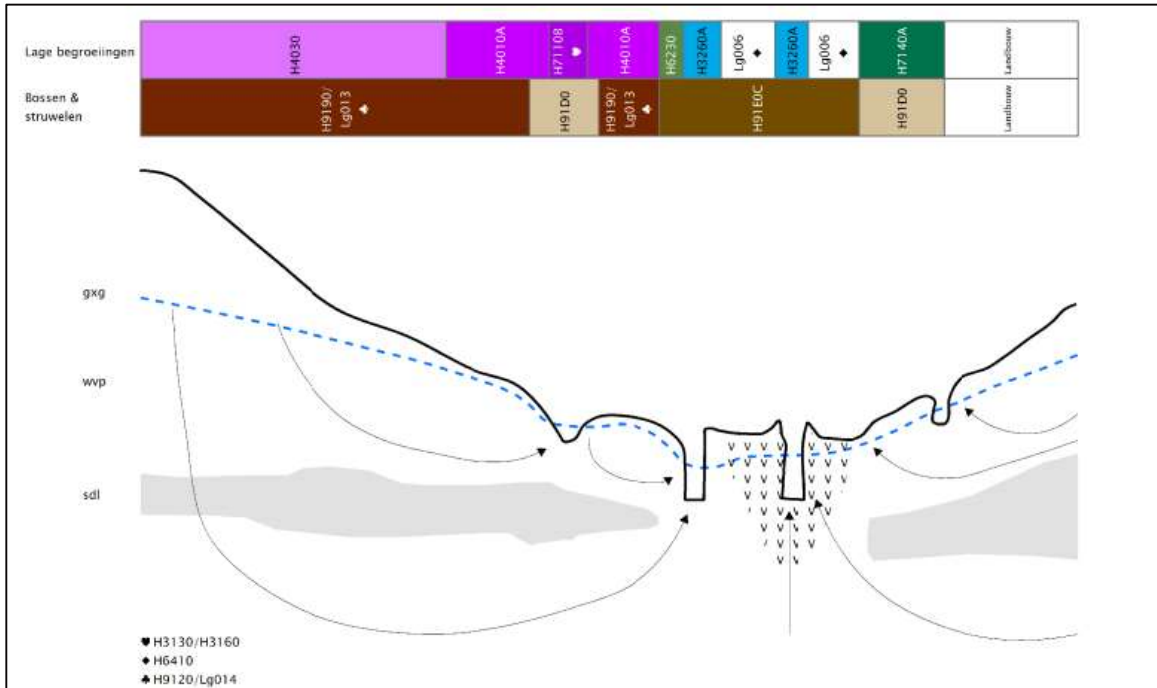 Lage begroeiingen
H4030
H4010A
H7110B
H4010A
H6230
H3260A
Lg006
H3260A
Lg006
H7140A
Landbouw
Bossen &
struwelen
H9190/
Lg013
H91D0
H9190/
Lg013
H91E0C
H91D0
Landbouw
gxg
wvp
sdl
♥ H3130/H3160
◆ H6410
♣ H9120/Lg014